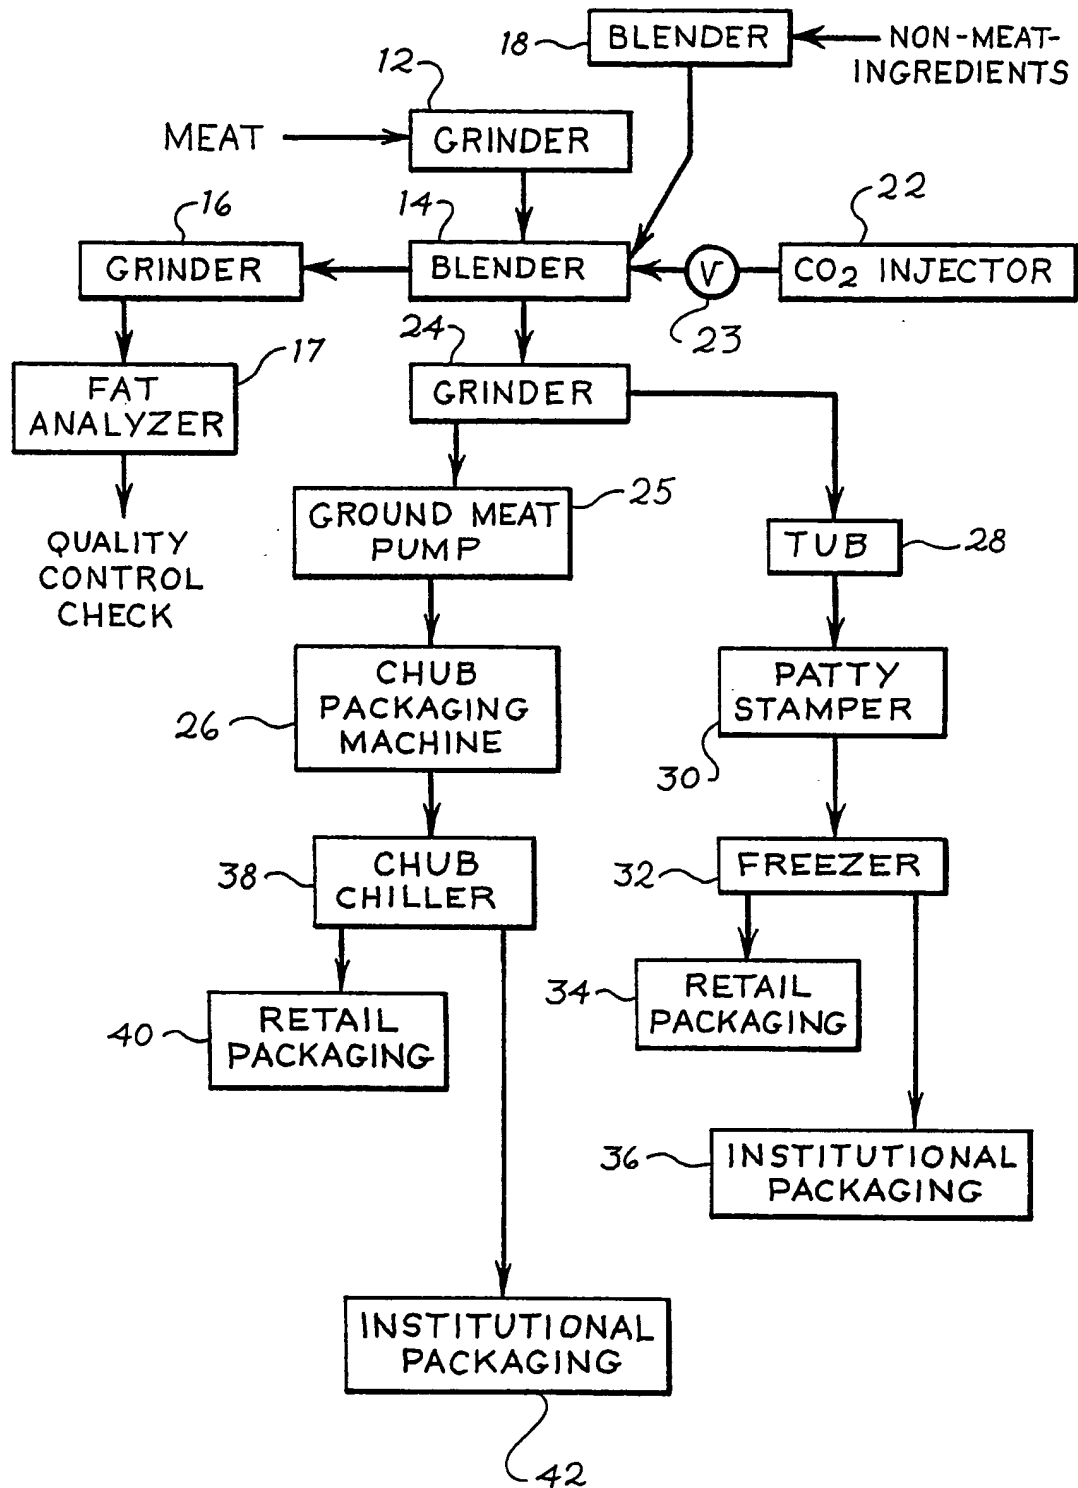 18
BLENDER
NON-MEAT-
INGREDIENTS
12
MEAT
GRINDER
16
14
22
GRINDER
BLENDER
V
CO2 INJECTOR
23
17
24
FAT
ANALYZER
GRINDER
QUALITY
CONTROL
CHECK
GROUND MEAT
PUMP
25
TUB
28
CHUB
PACKAGING
MACHINE
26
PATTY
STAMPER
30
38
CHUB
CHILLER
32
FREEZER
40
RETAIL
PACKAGING
34
RETAIL
PACKAGING
36
INSTITUTIONAL
PACKAGING
INSTITUTIONAL
PACKAGING
42